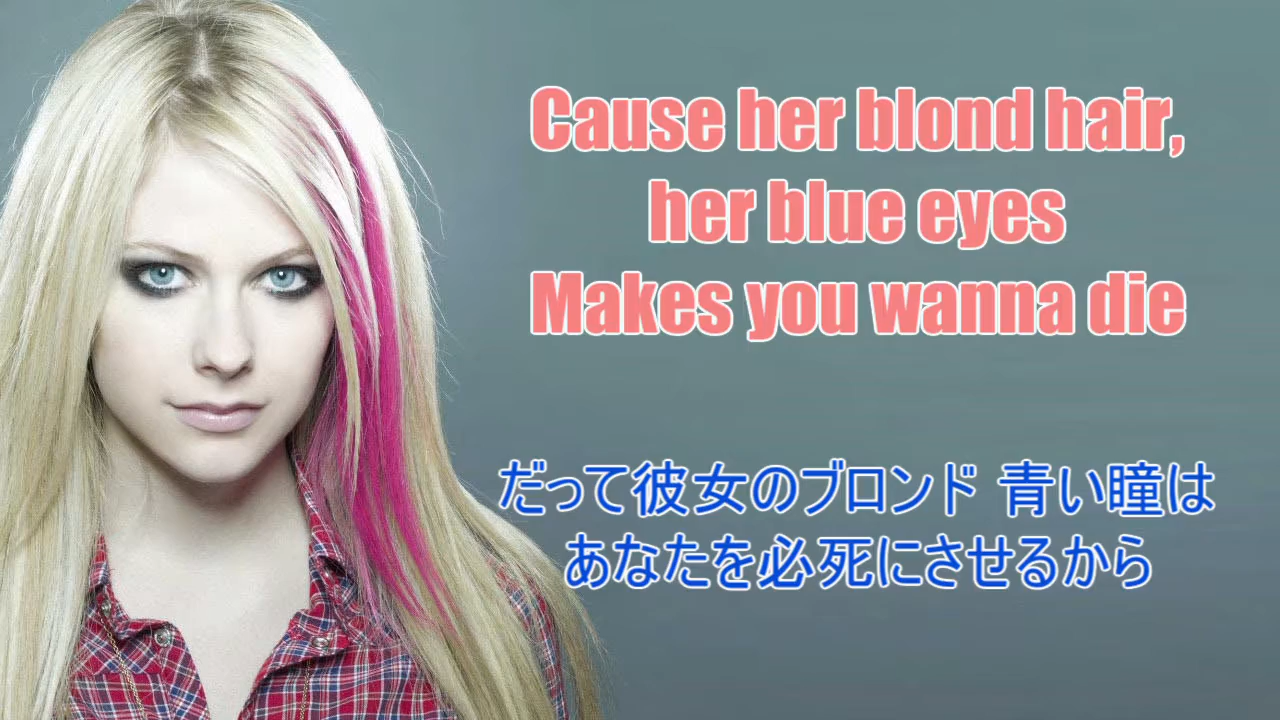 Cause her blond hair,
her blue eyes
Makes you wanna die
だって彼女のブロンド 青い瞳は
あなたを必死にさせるから